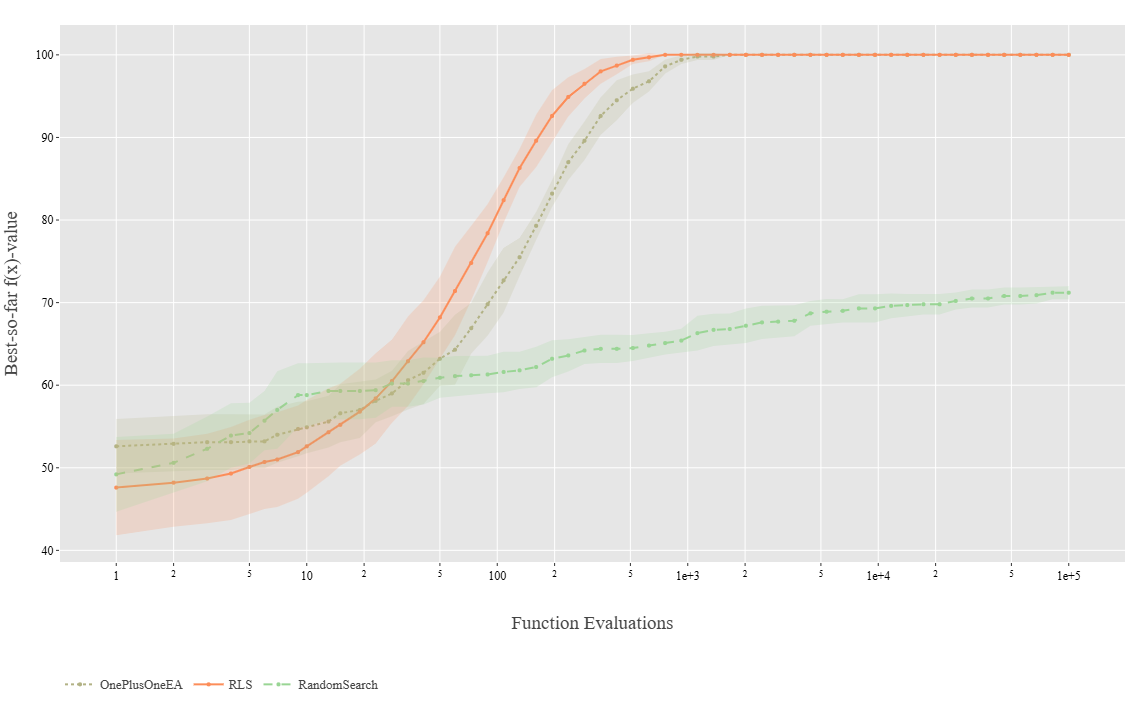 Best-so-far f(x)-value
100
90
80
70
60
50
40
1 2 5 10 2 5 100 2 5 1e+3 2 5 1e+4 2 5 1e+5
Function Evaluations
OnePlusOneEA RLS RandomSearch